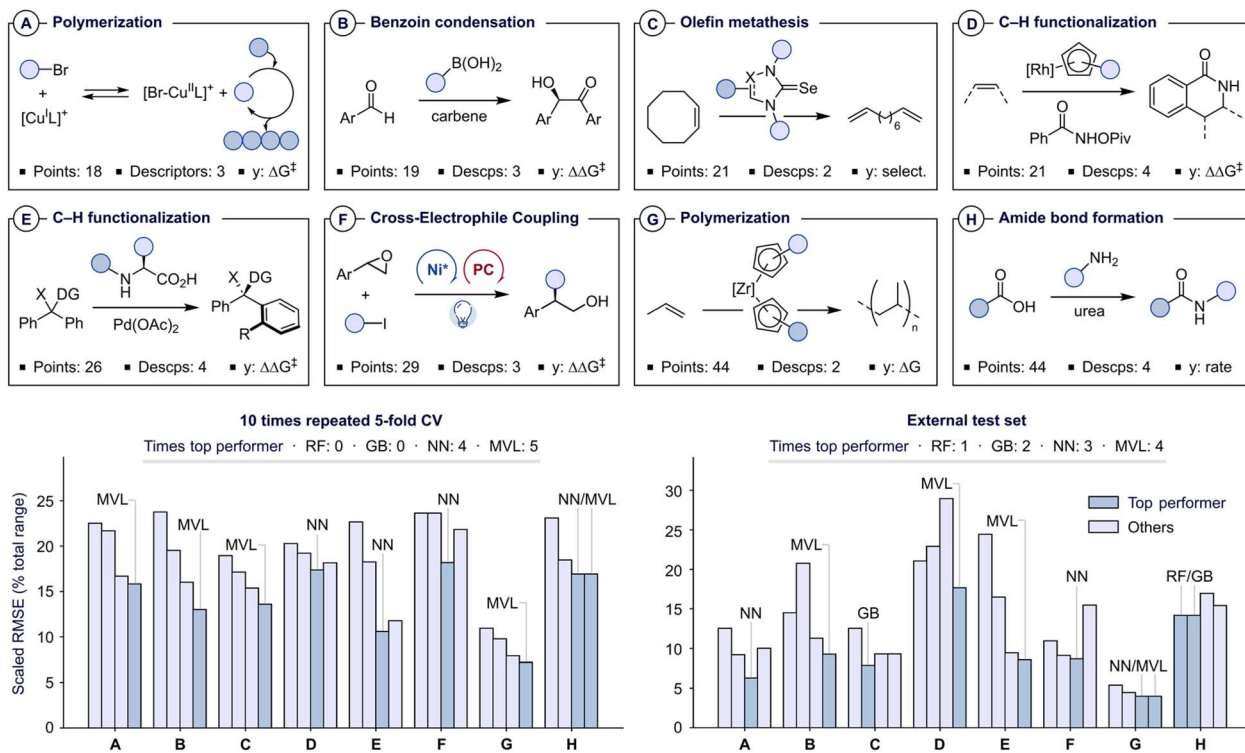 A Polymerization
Br
+
[CuᴵL]⁺
[Br-CuᴵᴵL]⁺ +
▪ Points: 18 ▪ Descriptors: 3 ▪ y: ΔG‡
B Benzoin condensation
B(OH)₂
O
Ar H
carbene
HO O
Ar Ar
▪ Points: 19 ▪ Descps: 3 ▪ y: ΔΔG‡
C Olefin metathesis
X N
Se
N
6
▪ Points: 21 ▪ Descps: 2 ▪ y: select.
D C–H functionalization
[Rh]
O
Ph NHOPiv
O
NH
▪ Points: 21 ▪ Descps: 4 ▪ y: ΔΔG‡
E C–H functionalization
N
H
CO₂H
X DG
Ph Ph
Pd(OAc)₂
X DG
Ph
R
▪ Points: 26 ▪ Descps: 4 ▪ y: ΔΔG‡
F Cross-Electrophile Coupling
O
Ar
+
I
Ni* PC
Ar OH
▪ Points: 29 ▪ Descps: 3 ▪ y: ΔΔG‡
G Polymerization
[Zr]
n
▪ Points: 44 ▪ Descps: 2 ▪ y: ΔG
H Amide bond formation
O
OH
NH₂
urea
O
N
H
▪ Points: 44 ▪ Descps: 4 ▪ y: rate
10 times repeated 5-fold CV
Times top performer · RF: 0 · GB: 0 · NN: 4 · MVL: 5
Scaled RMSE (% total range)
25
20
15
10
5
0
MVL
MVL
MVL
NN
NN
NN
MVL
NN/MVL
A B C D E F G H
External test set
Times top performer · RF: 1 · GB: 2 · NN: 3 · MVL: 4
30
25
20
15
10
5
0
NN
MVL
GB
MVL
MVL
NN
NN/MVL
RF/GB
Top performer
Others
A B C D E F G H